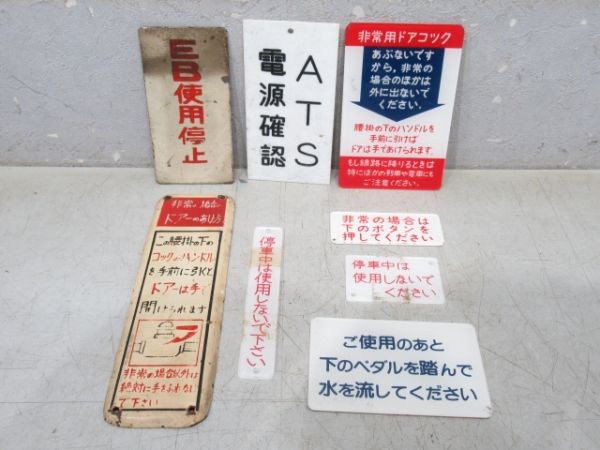 EB使用停止
ATS
電源確認
非常用ドアコック
あぶないです
から,非常の
場合のほかは
外に出ないで
ください。
腰掛の下のハンドルを
手前に引けば
ドアは手であけられます。
もし線路に降りるときは
特にほかの列車や電車にも
ご注意ください。
非常の場合
ドアーのあけ方
この腰掛の下の
コックハンドル
を手前に引くと
ドアーは手で
開けられます
非常の場合以外は
絶対に手をふれない
で下さい
停車中は使用しないで下さい
非常の場合は
下のボタンを
押してください
停車中は
使用しないで
ください
ご使用のあと
下のペダルを踏んで
水を流してください